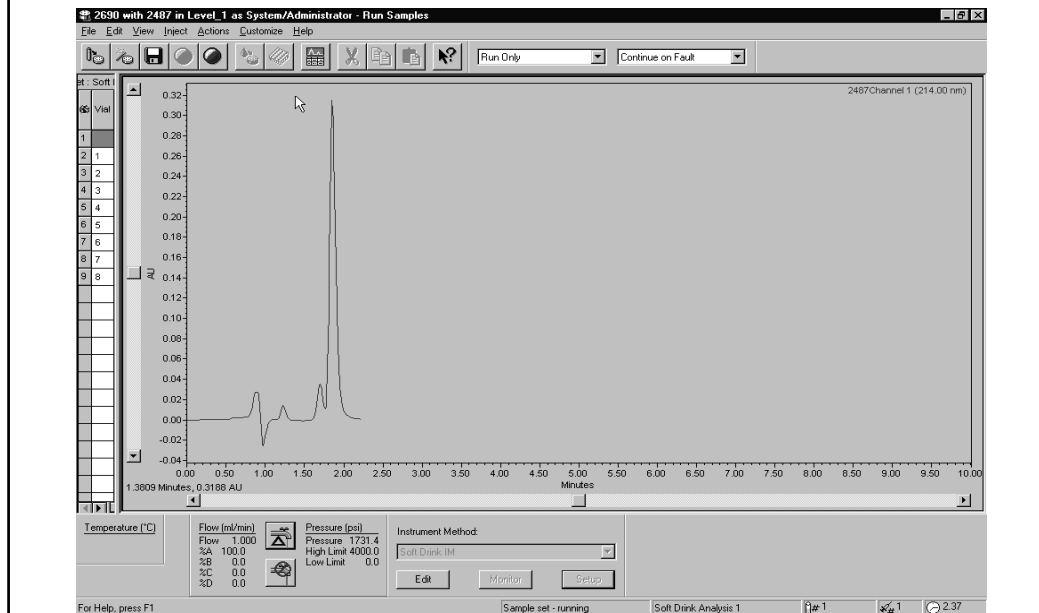 2690 with 2487 in Level_1 as System/Administrator - Run Samples
File Edit View Inject Actions Customize Help
Run Only
Continue on Fault
et : Soft
Vial
1
2 1
3 2
4 3
5 4
6 5
7 6
8 7
9 8
2487Channel 1 (214.00 nm)
AU
0.32
0.30
0.28
0.26
0.24
0.22
0.20
0.18
0.16
0.14
0.12
0.10
0.08
0.06
0.04
0.02
0.00
-0.02
-0.04
0.00 0.50 1.00 1.50 2.00 2.50 3.00 3.50 4.00 4.50 5.00 5.50 6.00 6.50 7.00 7.50 8.00 8.50 9.00 9.50 10.00
Minutes
1.3809 Minutes, 0.3188 AU
Temperature (°C)
Flow (ml/min)
Flow 1.000
%A 100.0
%B 0.0
%C 0.0
%D 0.0
Pressure (psi)
Pressure 1731.4
High Limit 4000.0
Low Limit 0.0
Instrument Method:
Soft Drink IM
Edit Monitor Setup
For Help, press F1
Sample set - running
Soft Drink Analysis 1
# 1
# 1
2.37